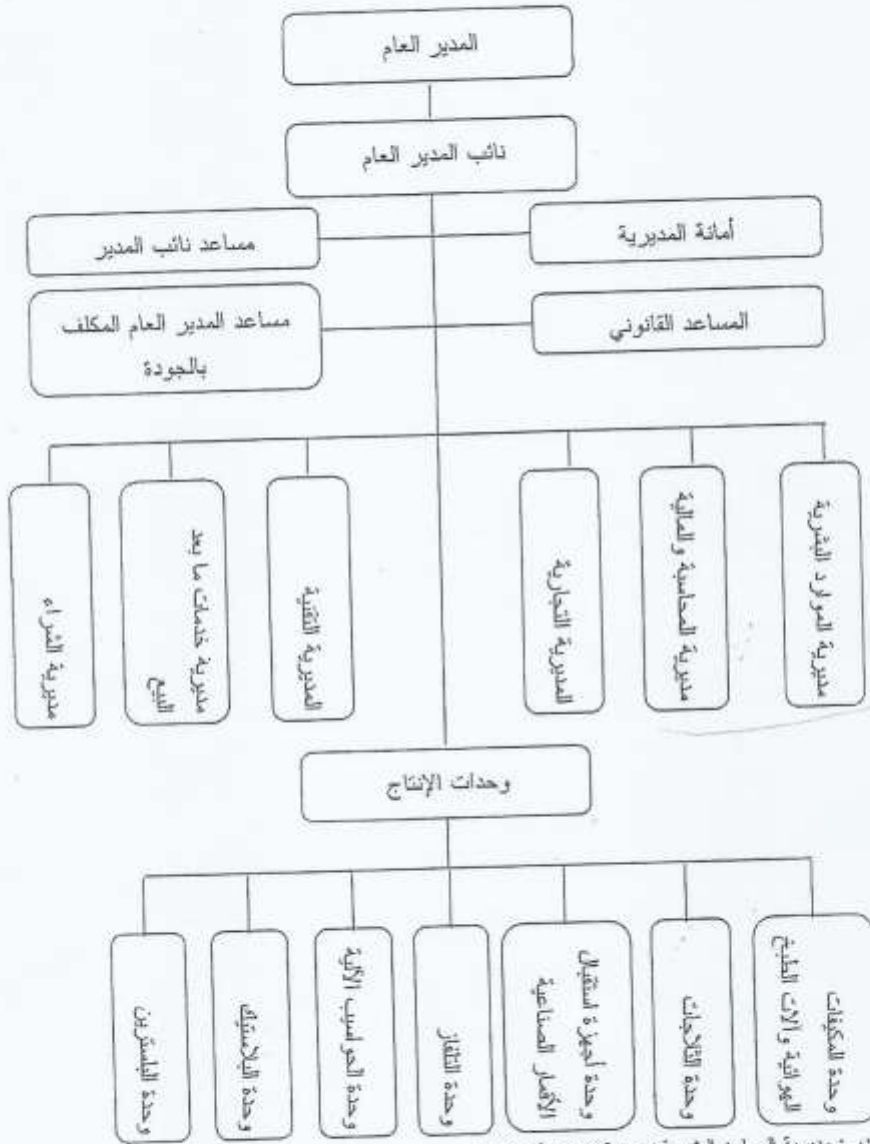 المدير العام
نائب المدير العام
أمانة المديرية
مساعد نائب المدير
المساعد القانوني
مساعد المدير العام المكلف
بالجودة
مديرية الموارد البشرية
مديرية المحاسبة والمالية
المديرية التجارية
المديرية التقنية
مديرية خدمات ما بعد
البيع
مديرية الشراء
وحدات الإنتاج
وحدة المكيفات
الهوائية وآلات الطبخ
وحدة الثلاجات
وحدة أجهزة استقبال
الأقمار الصناعية
وحدة التلفاز
وحدة الحواسيب الآلية
وحدة البلاستيك
وحدة البلسترين